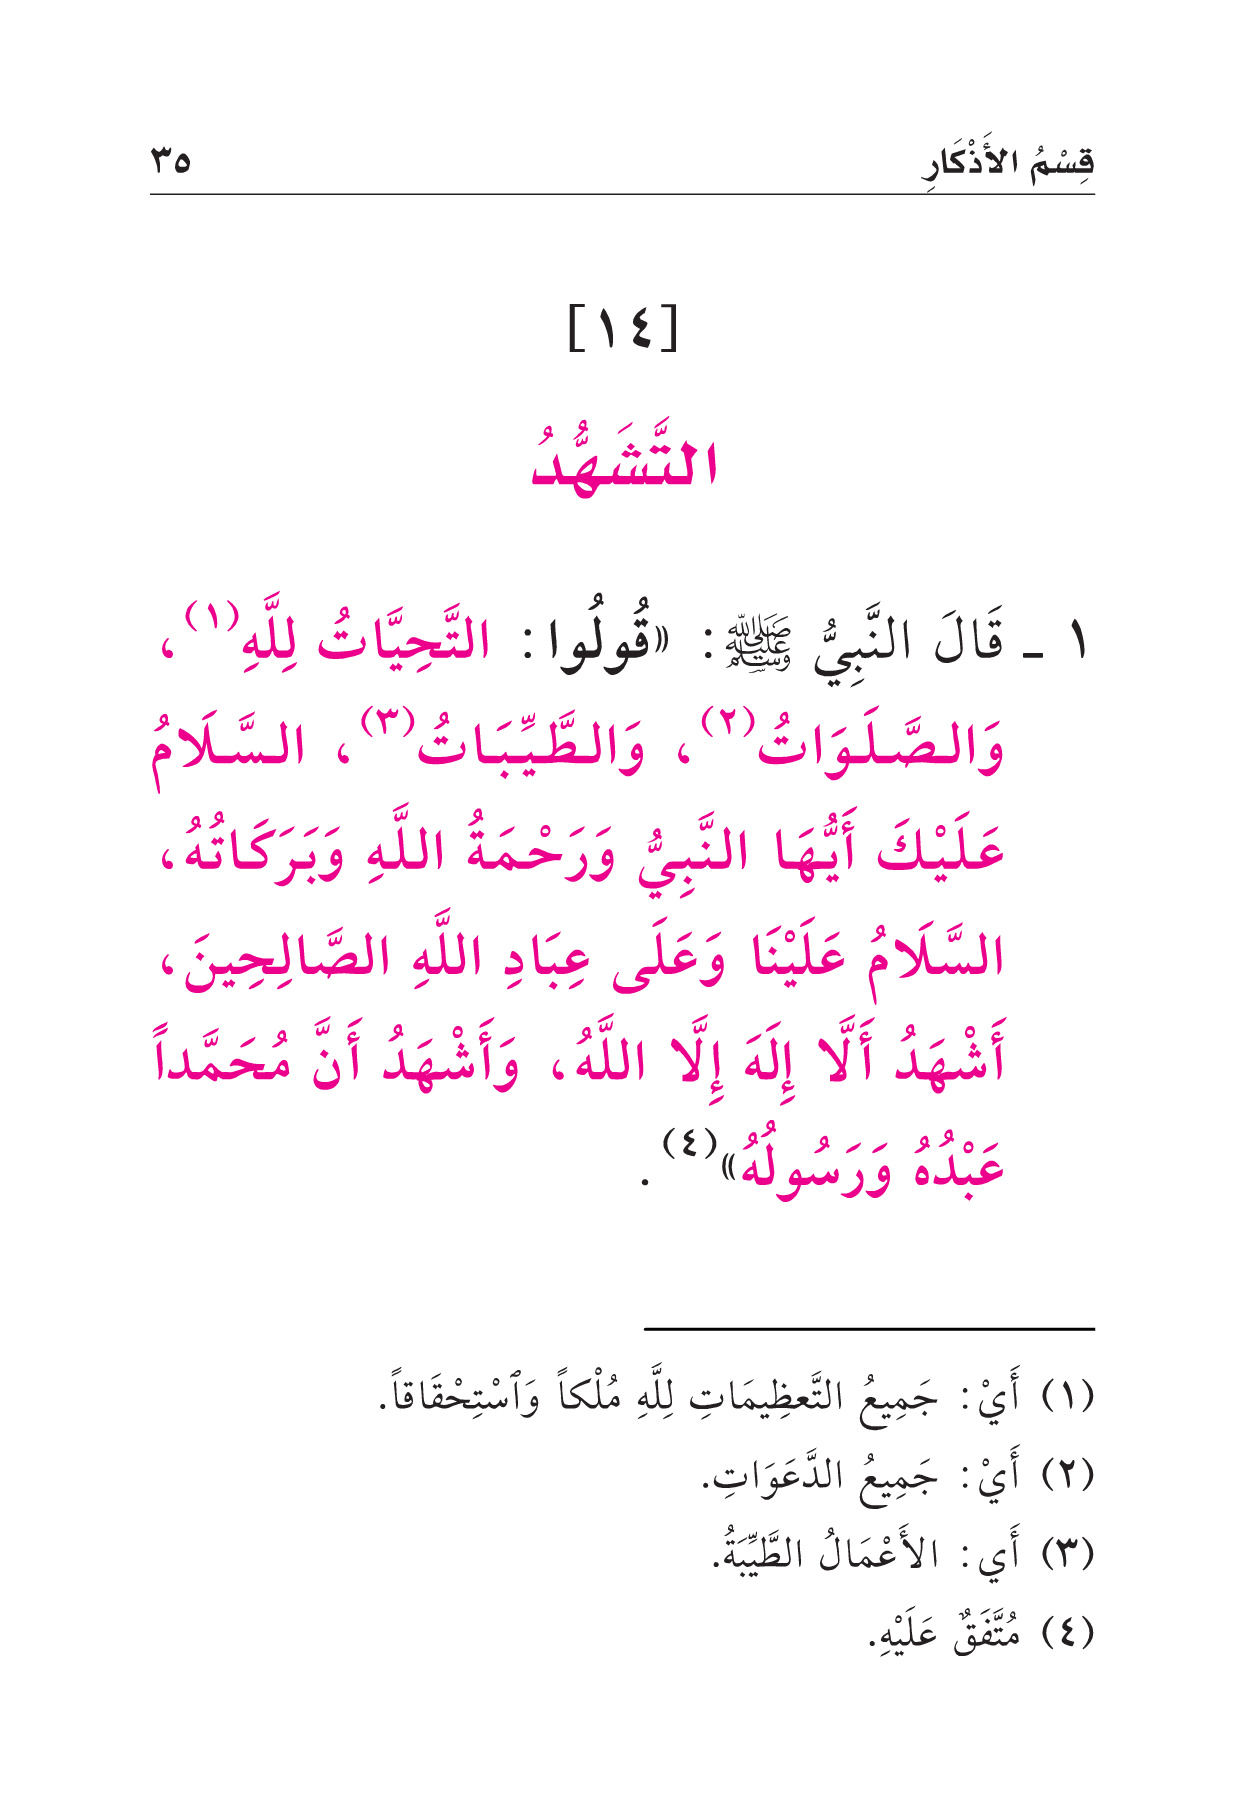 قِسْمُ الأَذْكَارِ ٣٥
[١٤]
التَّشَهُّدُ
١ ـ قَالَ النَّبِيُّ ﷺ: «قُولُوا: التَّحِيَّاتُ لِلَّهِ(١)،
وَالصَّلَوَاتُ(٢)، وَالطَّيِّبَاتُ(٣)، السَّلَامُ
عَلَيْكَ أَيُّهَا النَّبِيُّ وَرَحْمَةُ اللَّهِ وَبَرَكَاتُهُ،
السَّلَامُ عَلَيْنَا وَعَلَى عِبَادِ اللَّهِ الصَّالِحِينَ،
أَشْهَدُ أَلَّا إِلَهَ إِلَّا اللَّهُ، وَأَشْهَدُ أَنَّ مُحَمَّداً
عَبْدُهُ وَرَسُولُهُ»(٤).
(١) أَيْ: جَمِيعُ التَّعظِيمَاتِ لِلَّهِ مُلْكاً وَٱسْتِحْقَاقاً.
(٢) أَيْ: جَمِيعُ الدَّعَوَاتِ.
(٣) أَي: الأَعْمَالُ الطَّيِّبَةُ.
(٤) مُتَّفَقٌ عَلَيْهِ.